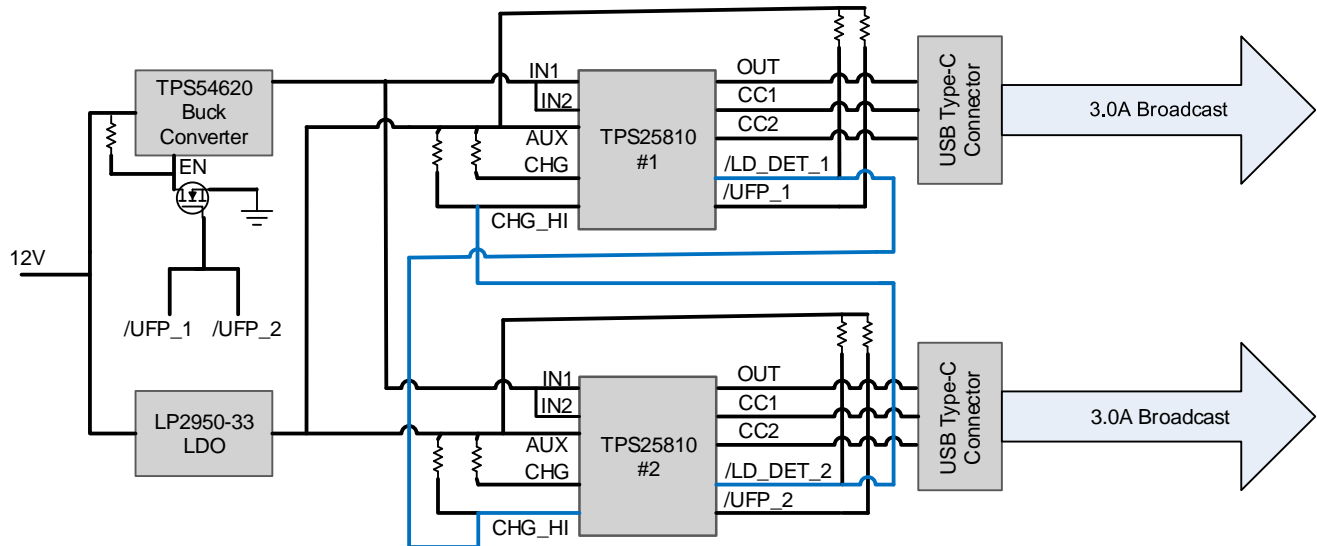 TPS54620
Buck
Converter
EN
12V
/UFP_1
/UFP_2
LP2950-33
LDO
IN1
IN2
AUX
CHG
CHG_HI
TPS25810
#1
OUT
CC1
CC2
/LD_DET_1
/UFP_1
USB Type-C
Connector
3.0A Broadcast
IN1
IN2
AUX
CHG
CHG_HI
TPS25810
#2
OUT
CC1
CC2
/LD_DET_2
/UFP_2
USB Type-C
Connector
3.0A Broadcast